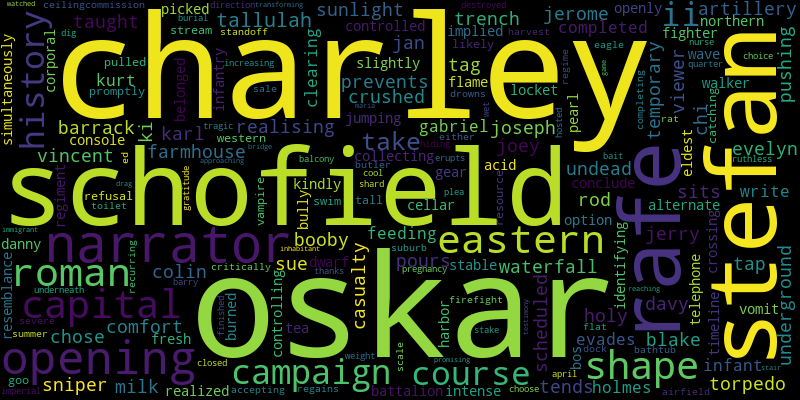 watched ceilingcommission direction transforming destroyed
burial picked sunlight openly northern artillery
taught tallulah trench jerome ii
dig stream standoff controlled implied completed fighter
simultaneously history charley
corporal kurt pulled promptly infantry increasing clearing jan slightly likely tag wave viewer walker pushing
belonged sale prevents flame temporary quarter nurse eagle
barrack console ki karl realising western crushed locket jumping pearl gabriel joseph joey chi catching rat
vincent farmhouse ed tragic bridge take hiding regime game completing eldest evelyn
schofield rafe stefan
regiment refusal toilet drag gratitude vampire kindly bully balcony cool shard collecting gear acid erupts undead conclude sits write
swim tall cellar butler plea resource rod option alternate
immigrant danny narrator approaching inhabitant booby feeding suburb eastern identifying jerry crossing
recurring colin critically sue dwarf pours stable waterfall telephone tap
resemblance underneath roman barry thanks casualty pregnancy firefight harbor scheduled holy davy timeline underground
severe capital comfort burned finished controlling oskar stake evades flat blake vomit
summer chose fresh tea dock bathtub stair
opening closed campaign weight scale course promising testimony bos shape infant ruthless
goo sniper milk realized accepting regains battalion intense choose tends holmes april airfield torpedo
imperial